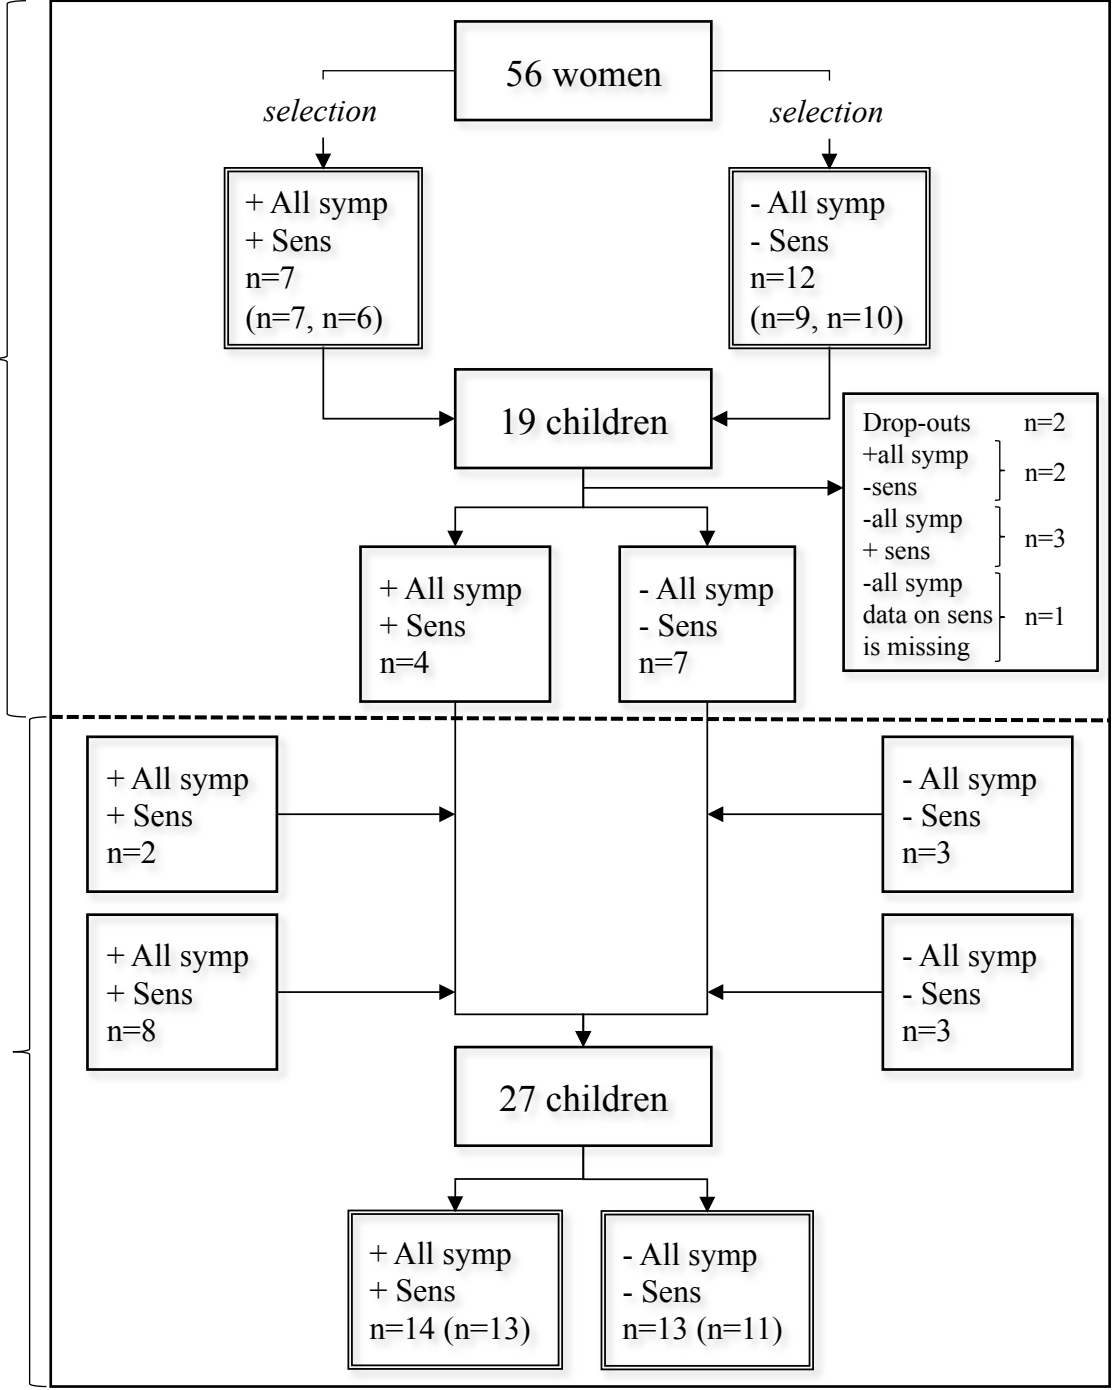 56 women
selection
selection
+ All symp
+ Sens
n=7
(n=7, n=6)
- All symp
- Sens
n=12
(n=9, n=10)
19 children
Drop-outs n=2
+all symp
-sens
n=2
-all symp
+ sens
n=3
-all symp
data on sens
is missing
n=1
+ All symp
+ Sens
n=4
- All symp
- Sens
n=7
+ All symp
+ Sens
n=2
- All symp
- Sens
n=3
+ All symp
+ Sens
n=8
- All symp
- Sens
n=3
27 children
+ All symp
+ Sens
n=14 (n=13)
- All symp
- Sens
n=13 (n=11)